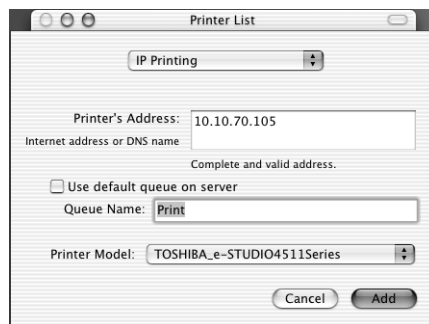 Printer List
IP Printing
Printer's Address: 10.10.70.105
Internet address or DNS name
Complete and valid address.
Use default queue on server
Queue Name: Print
Printer Model: TOSHIBA_e-STUDIO4511Series
Cancel Add